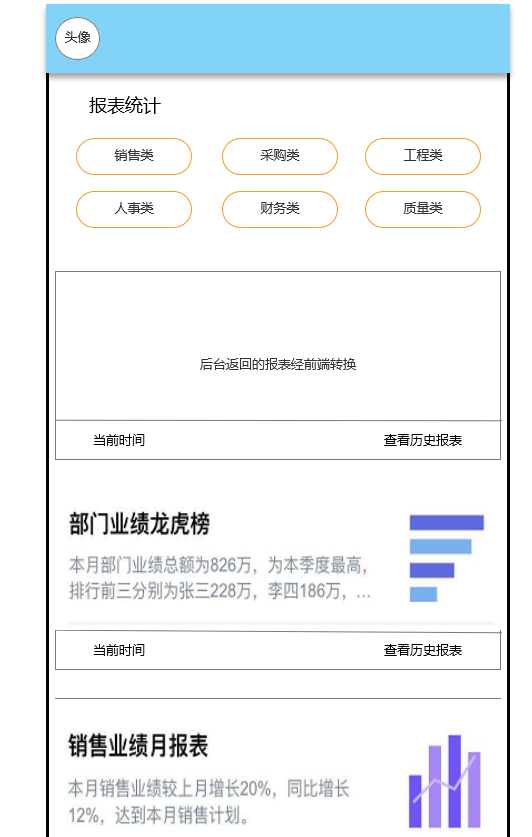 头像
报表统计
销售类 采购类 工程类
人事类 财务类 质量类
后台返回的报表经前端转换
当前时间 查看历史报表
部门业绩龙虎榜
本月部门业绩总额为826万，为本季度最高，
排行前三分别为张三228万，李四186万，...
当前时间 查看历史报表
销售业绩月报表
本月销售业绩较上月增长20%，同比增长
12%，达到本月销售计划。